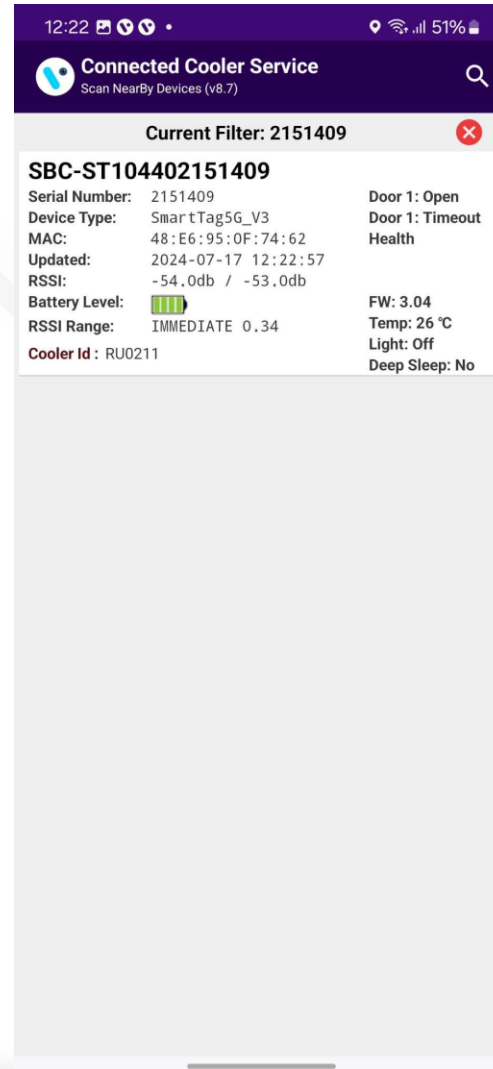 12:22 51%
Connected Cooler Service
Scan NearBy Devices (v8.7)
Current Filter: 2151409
SBC-ST104402151409
Serial Number: 2151409 Door 1: Open
Device Type: SmartTag5G_V3 Door 1: Timeout
MAC: 48:E6:95:0F:74:62 Health
Updated: 2024-07-17 12:22:57
RSSI: -54.0db / -53.0db
Battery Level: FW: 3.04
RSSI Range: IMMEDIATE 0.34 Temp: 26 °C
Light: Off
Cooler Id : RU0211
Deep Sleep: No